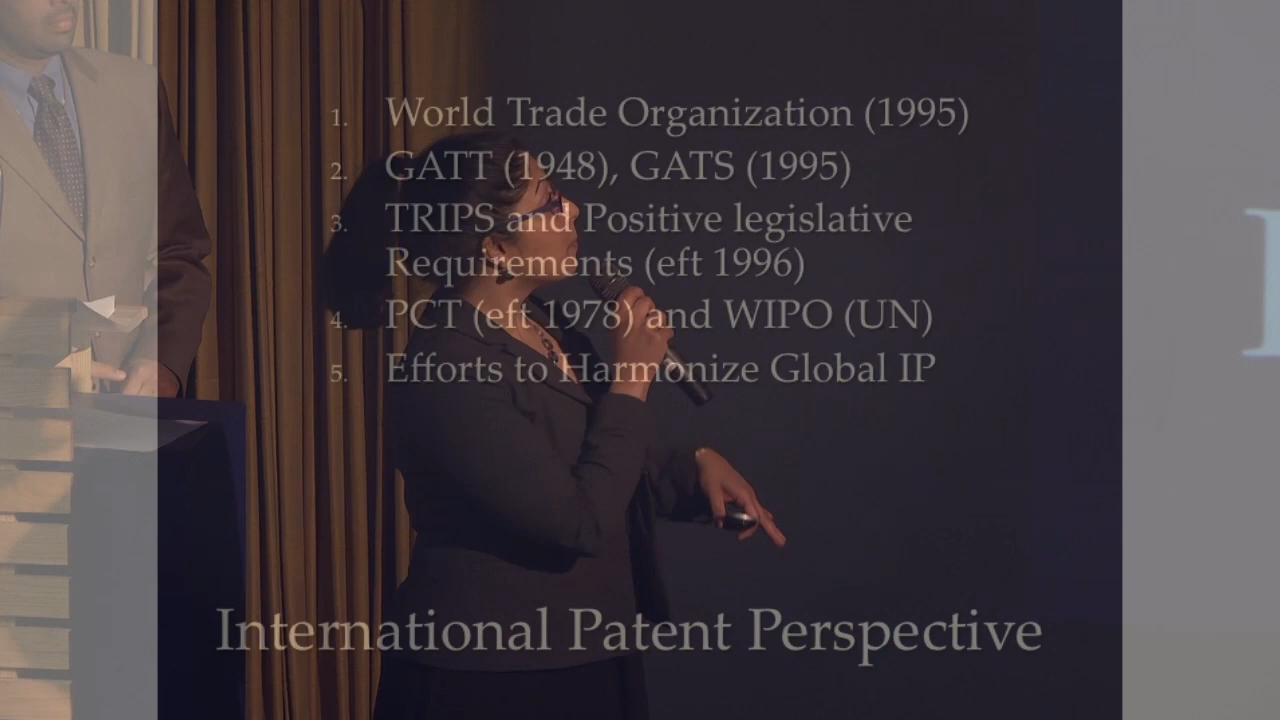 1. World Trade Organization (1995)
2. GATT (1948), GATS (1995)
3. TRIPS and Positive legislative
Requirements (eft 1996)
4. PCT (eft 1978) and WIPO (UN)
5. Efforts to Harmonize Global IP
International Patent Perspective